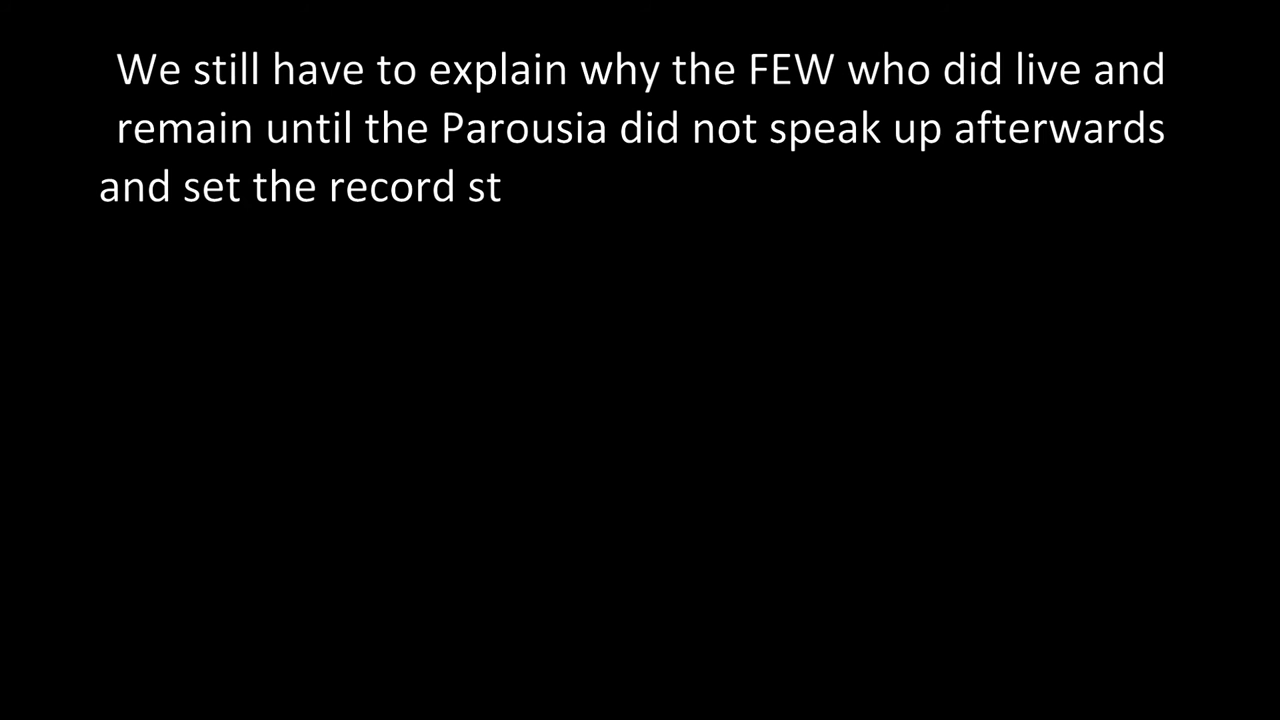 We still have to explain why the FEW who did live and
remain until the Parousia did not speak up afterwards
and set the record st